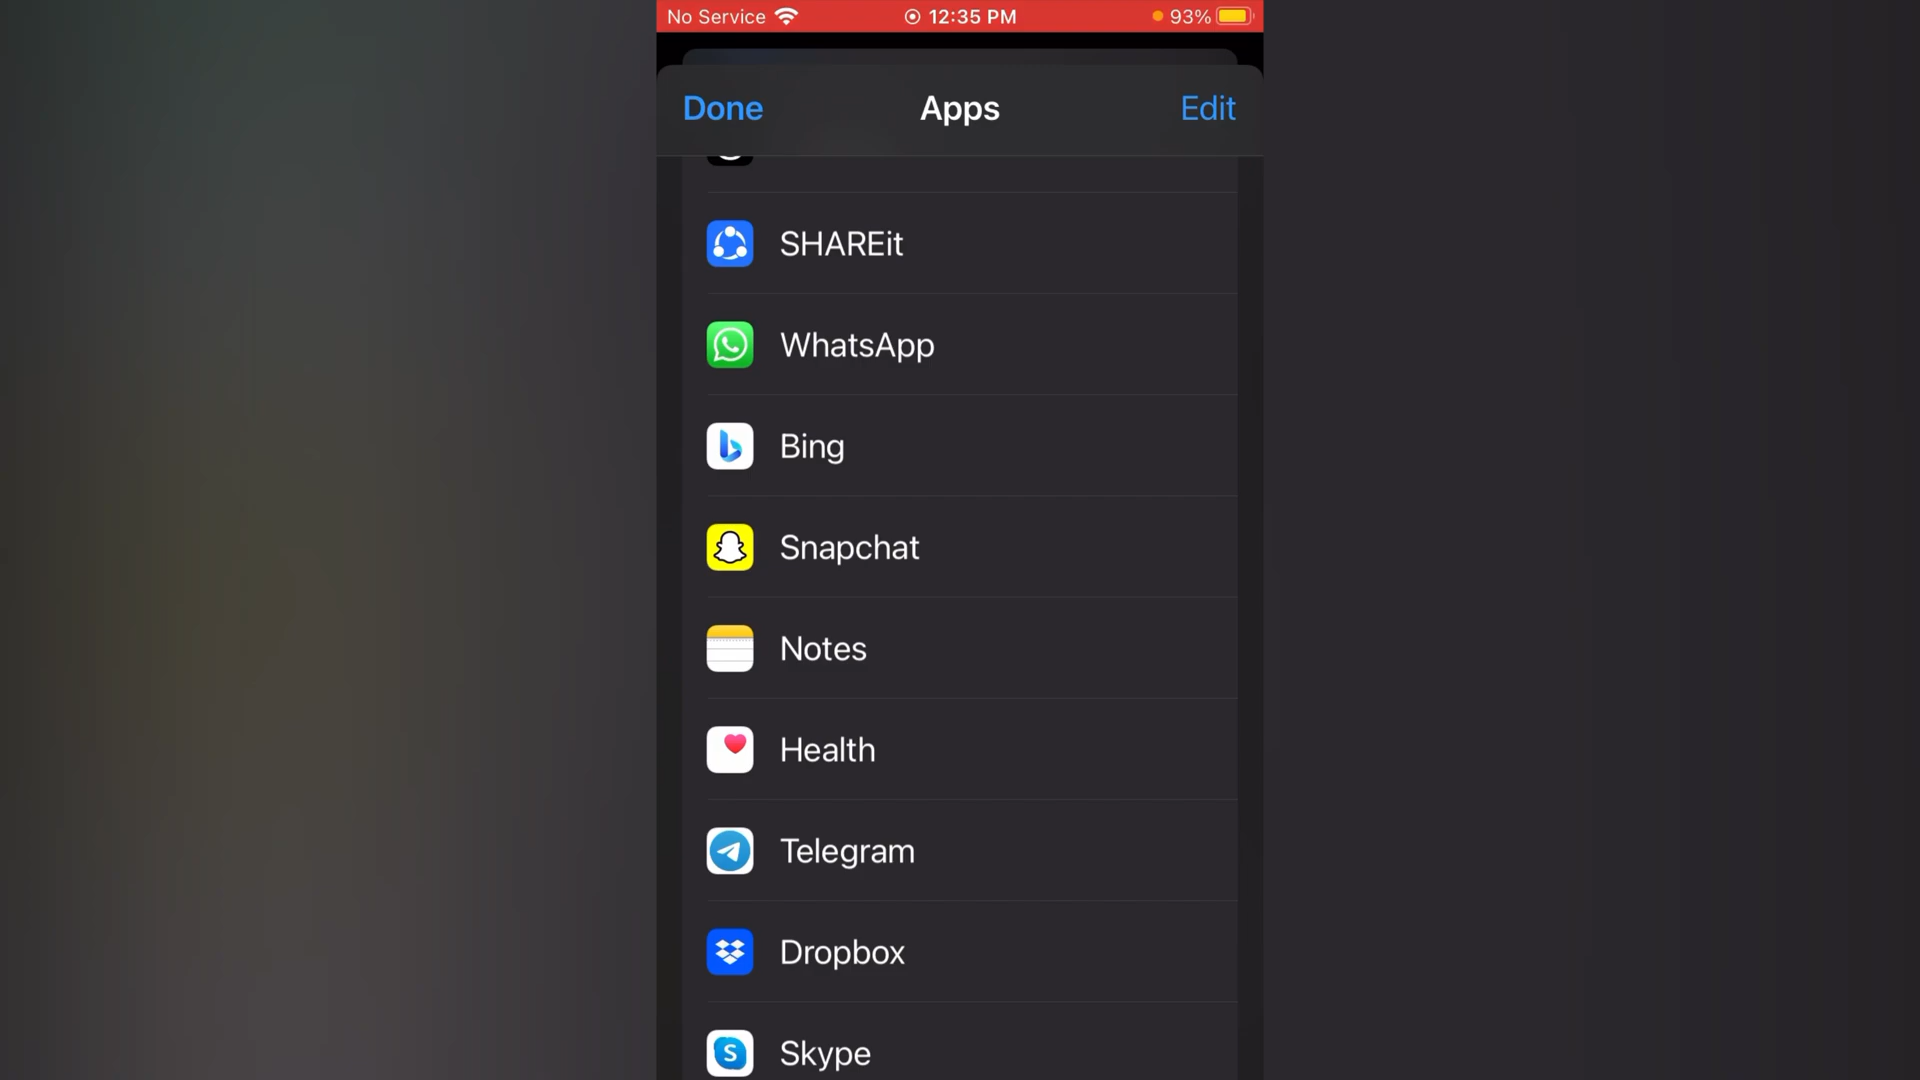 No Service 12:35 PM 93%
Done Apps Edit
SHAREit
WhatsApp
Bing
Snapchat
Notes
Health
Telegram
Dropbox
S Skype